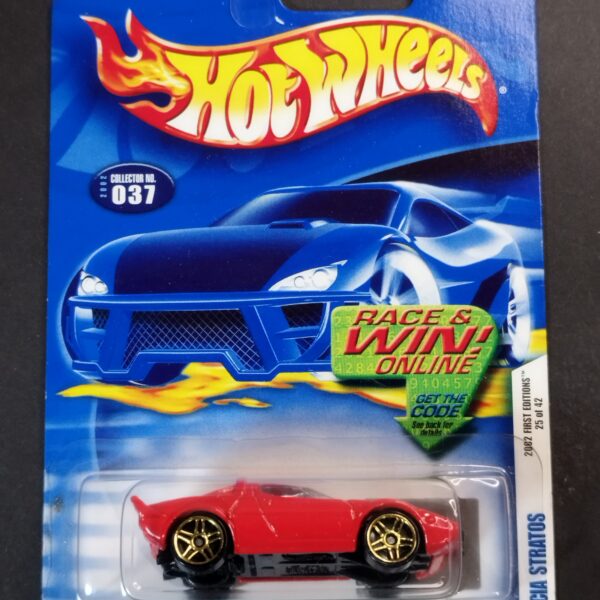 HOT WHEELS®
2002
COLLECTOR NO.
037
RACE &
WIN!
ONLINE
GET THE
CODE
See back for
details
2002 FIRST EDITIONS™
25 of 42
CIA STRATOS